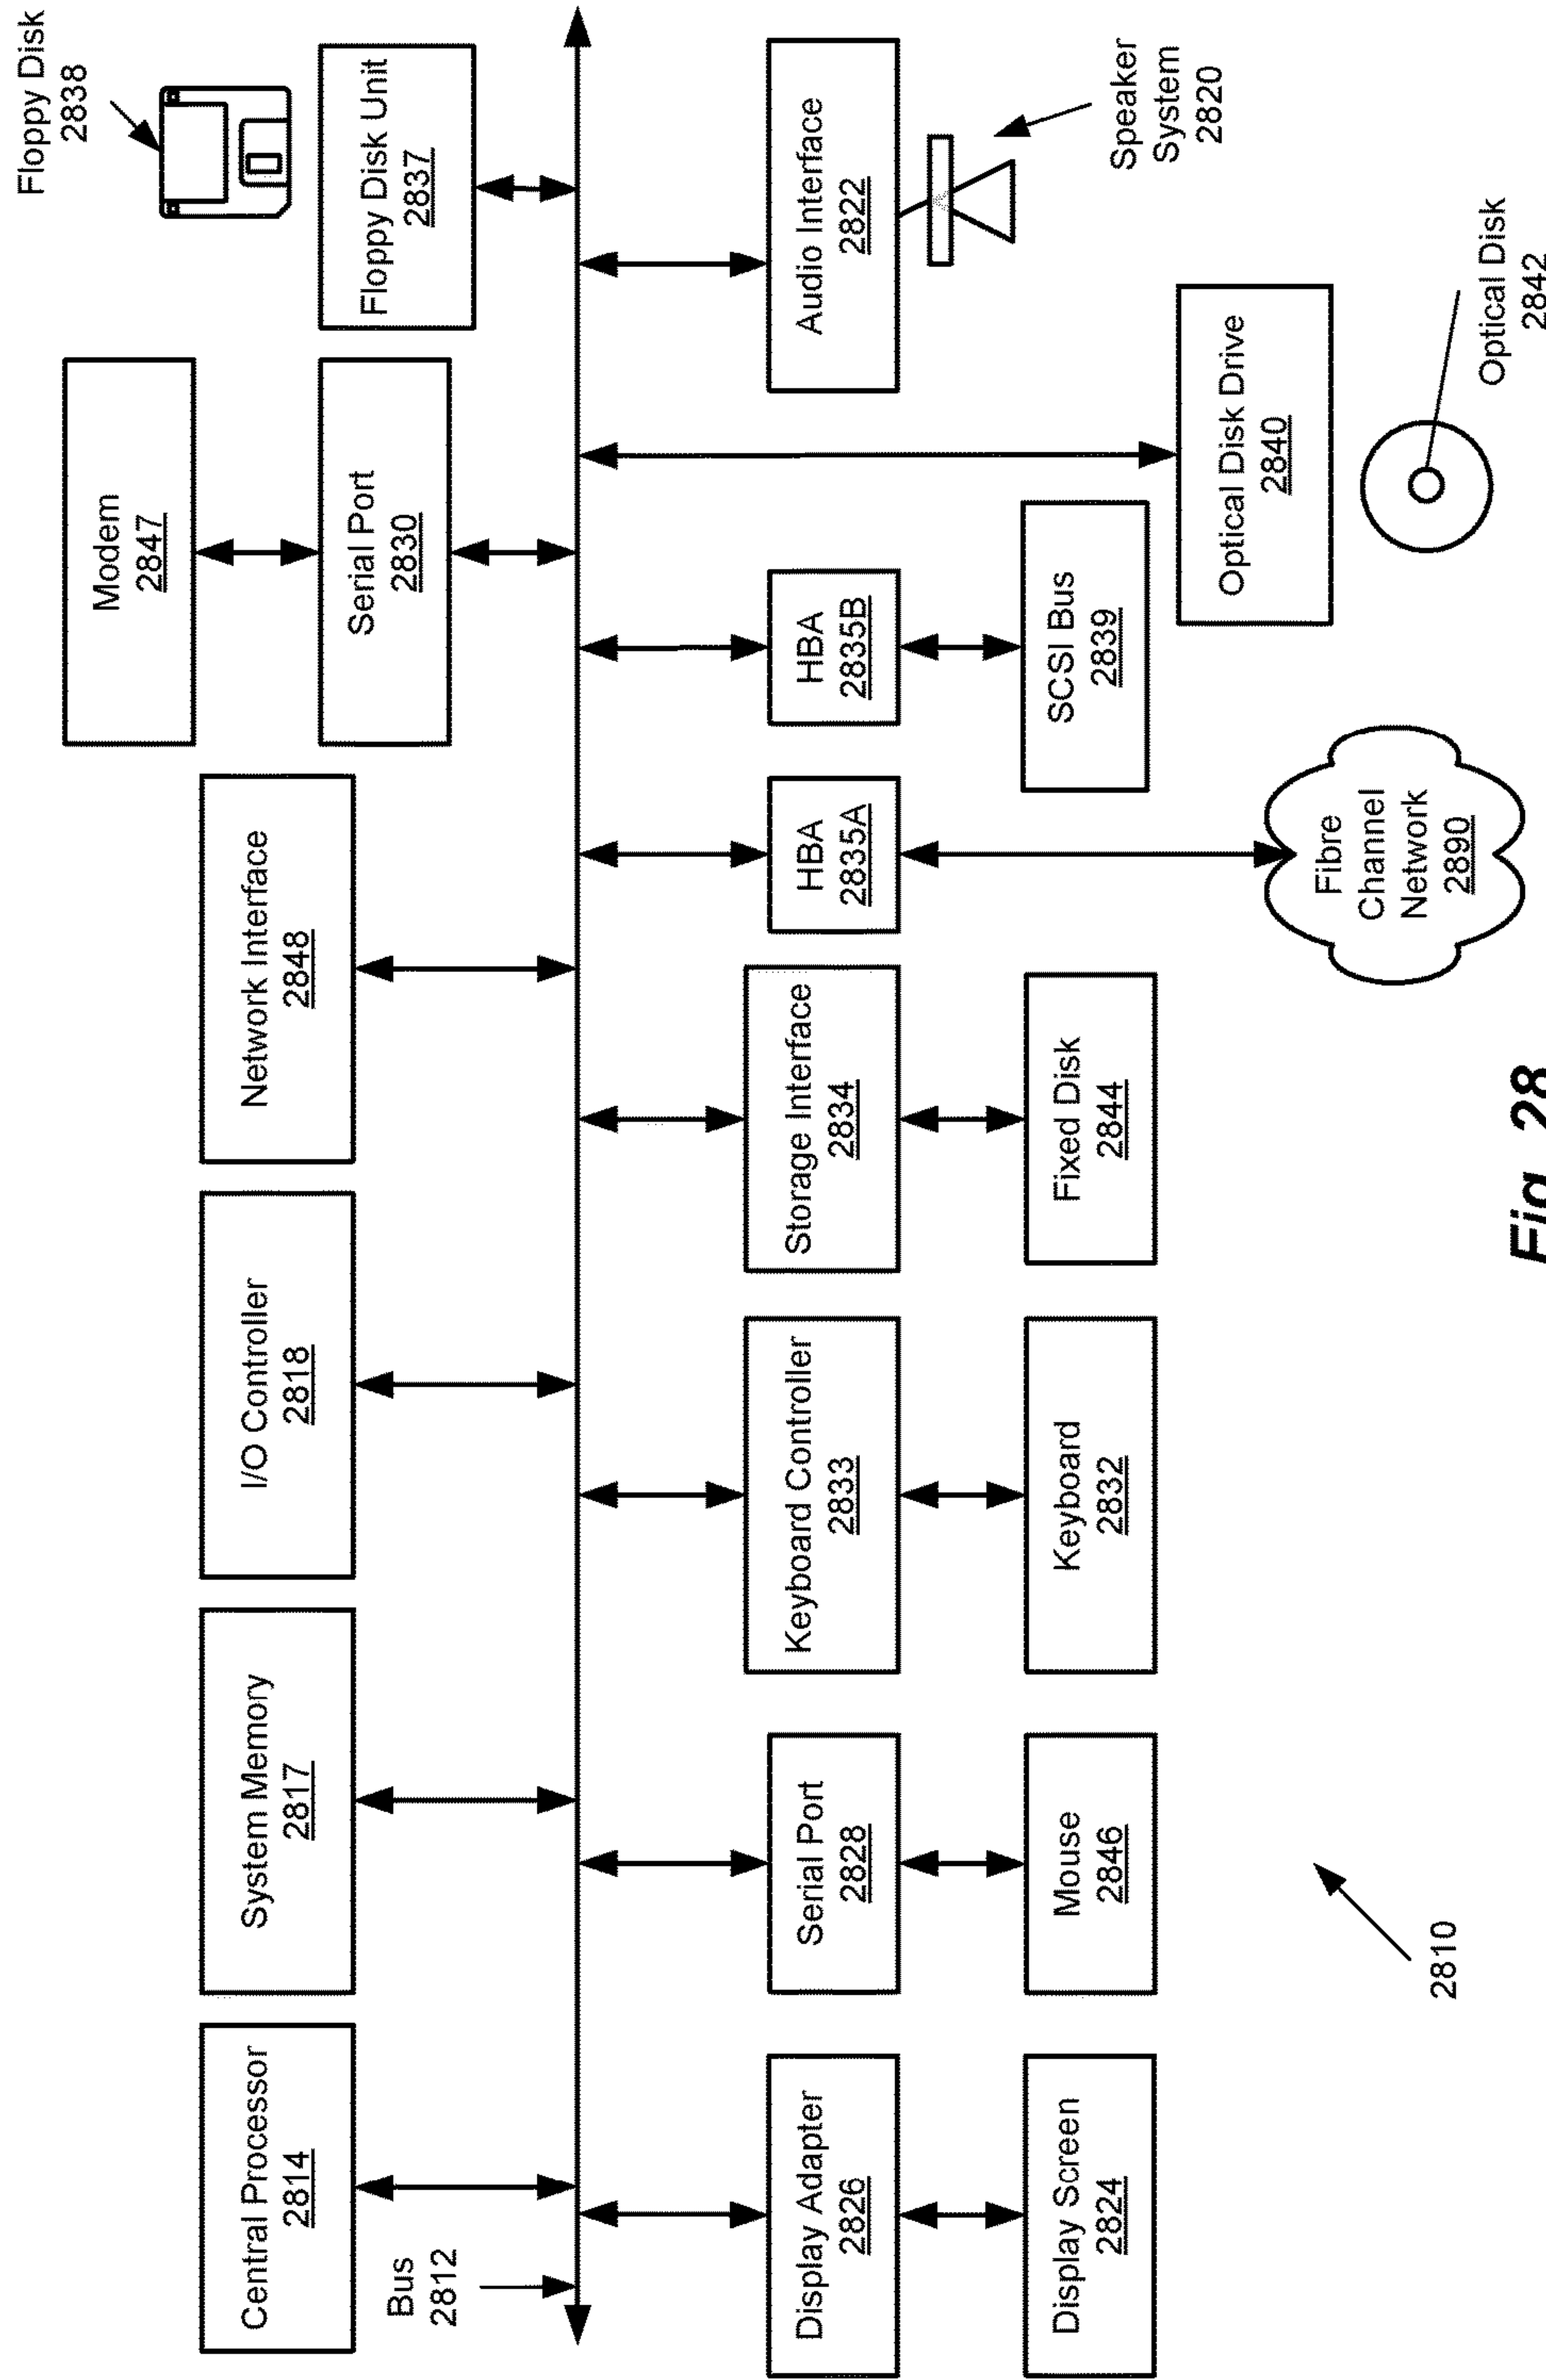 Floppy Disk
2838
Modem
2847
Central Processor
2814
System Memory
2817
I/O Controller
2818
Network Interface
2848
Serial Port
2830
Floppy Disk Unit
2837
Bus
2812
Display Adapter
2826
Serial Port
2828
Keyboard Controller
2833
Storage Interface
2834
HBA
2835A
HBA
2835B
Audio Interface
2822
Display Screen
2824
Mouse
2846
Keyboard
2832
Fixed Disk
2844
SCSI Bus
2839
Speaker
System
2820
Optical Disk Drive
2840
Fibre
Channel
Network
2890
Optical Disk
2842
2810
Fig. 28